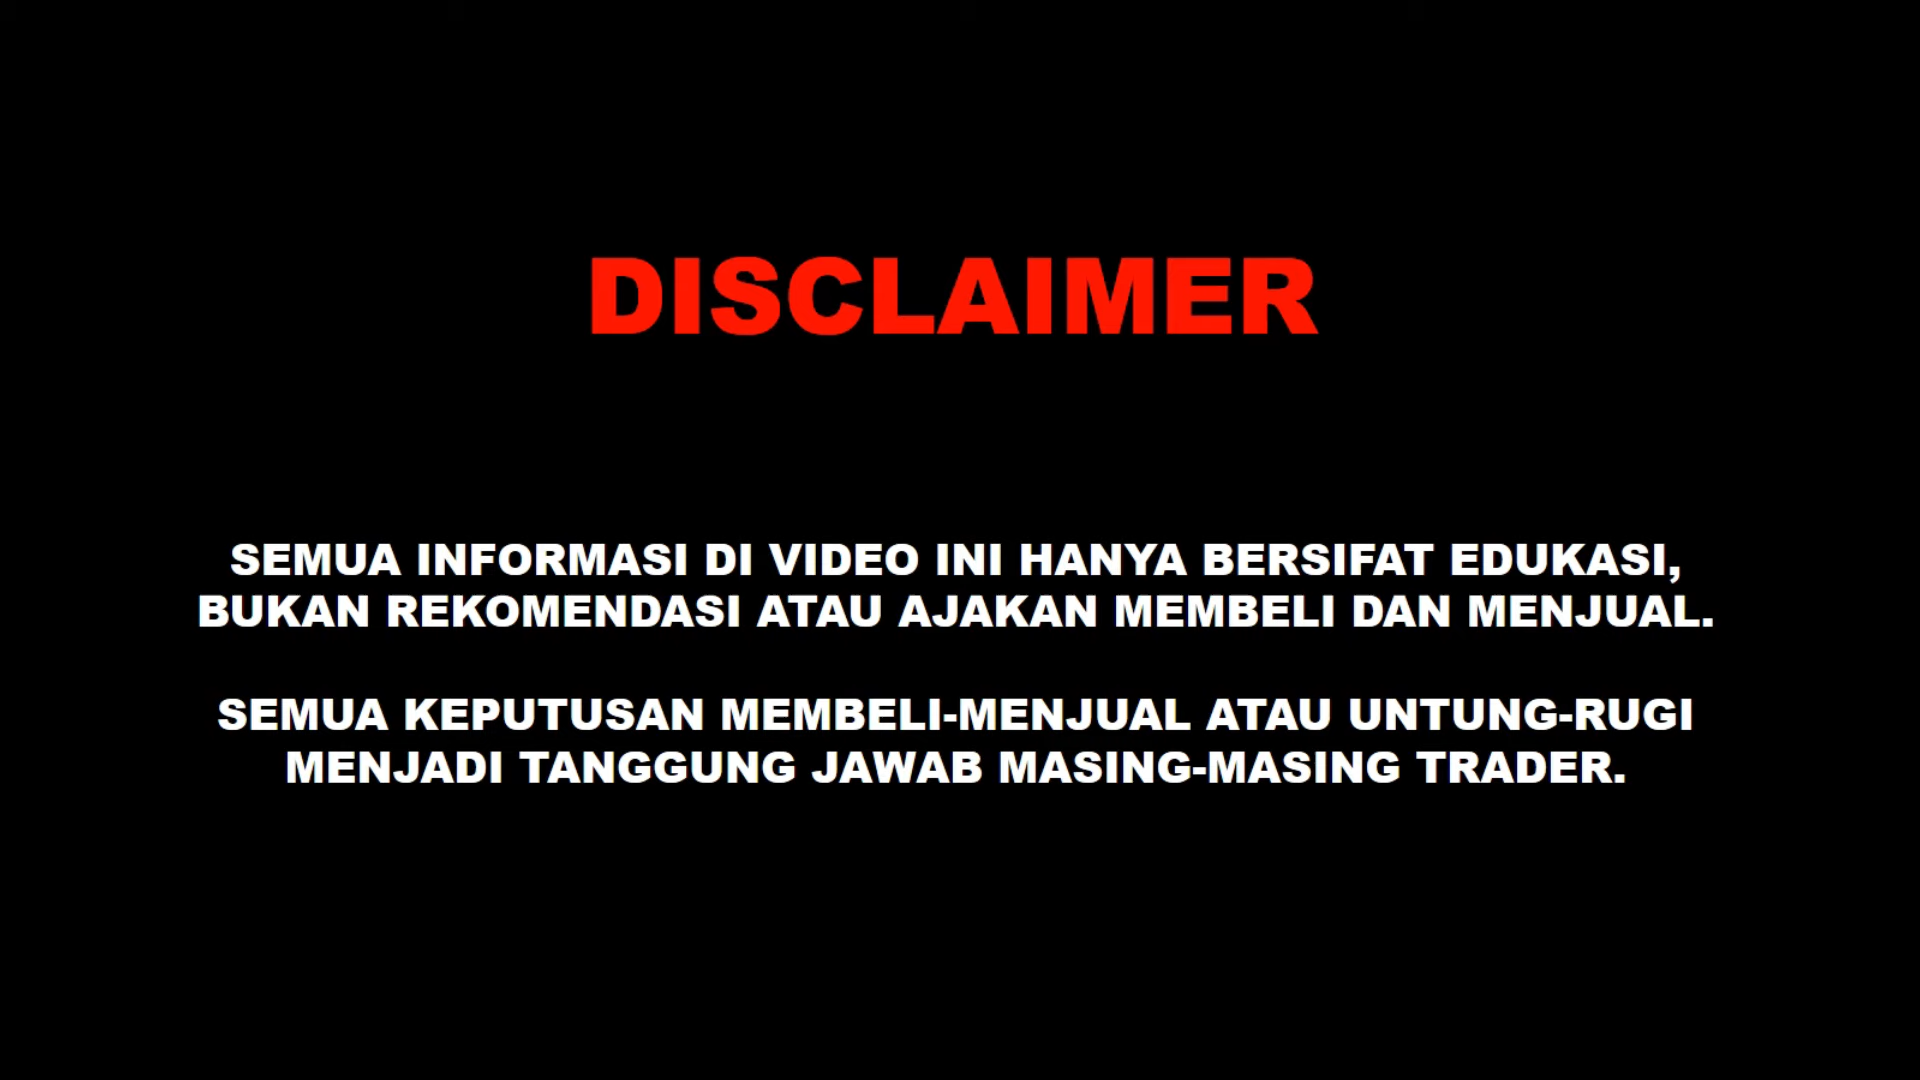 DISCLAIMER
SEMUA INFORMASI DI VIDEO INI HANYA BERSIFAT EDUKASI,
BUKAN REKOMENDASI ATAU AJAKAN MEMBELI DAN MENJUAL.
SEMUA KEPUTUSAN MEMBELI-MENJUAL ATAU UNTUNG-RUGI
MENJADI TANGGUNG JAWAB MASING-MASING TRADER.